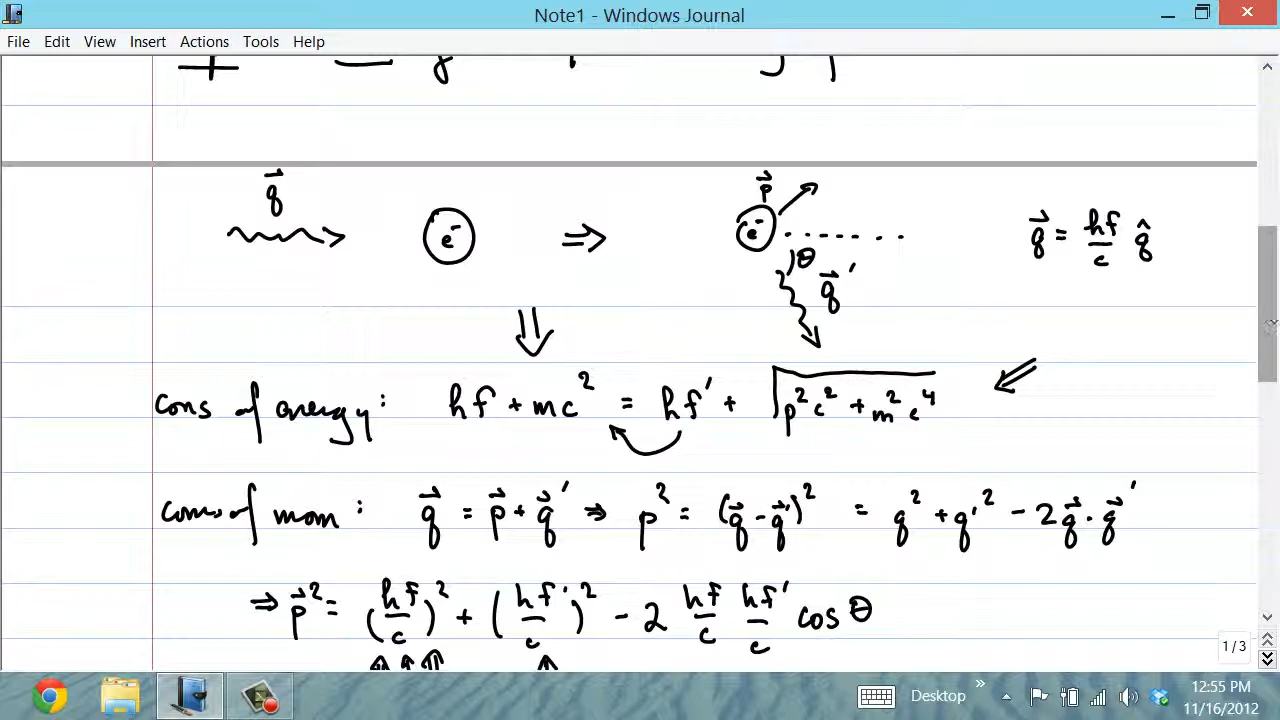 Note1 - Windows Journal
File Edit View Insert Actions Tools Help
q⃗ e⁻ ⇒ p⃗ e⁻ θ q⃗′ q⃗ = hf/c q̂
⇓
cons of energy: hf + mc² = hf′ + √(p²c² + m²c⁴) ⇐
cons of mom: q⃗ = p⃗ + q⃗′ ⇒ p² = (q⃗ - q⃗′)² = q² + q′² - 2q⃗ · q⃗′
⇒ p⃗² = (hf/c)² + (hf′/c)² - 2 hf/c hf′/c cos θ
1/3
Desktop » 12:55 PM
11/16/2012